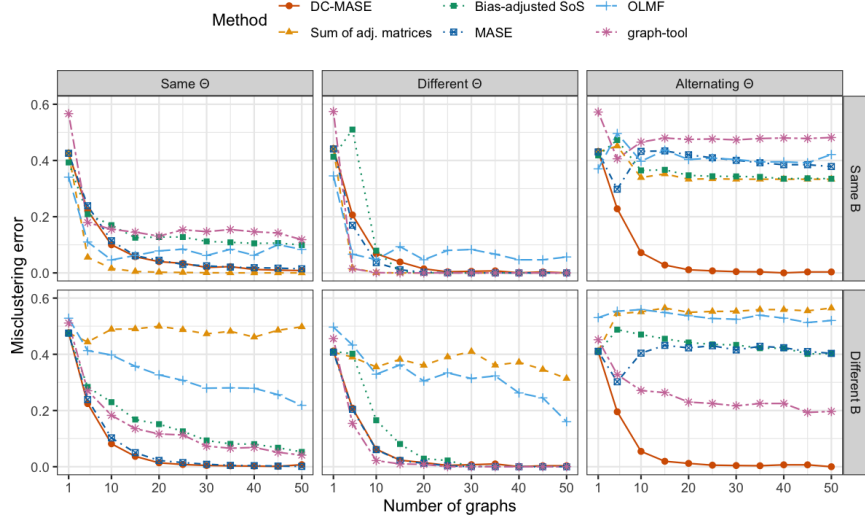 Method
DC-MASE
Bias-adjusted SoS
OLMF
Sum of adj. matrices
MASE
graph-tool
Same Θ
Different Θ
Alternating Θ
Misclustering error
0.6
0.4
0.2
0.0
Same B
0.6
0.4
0.2
0.0
Different B
1 10 20 30 40 50
1 10 20 30 40 50
1 10 20 30 40 50
Number of graphs